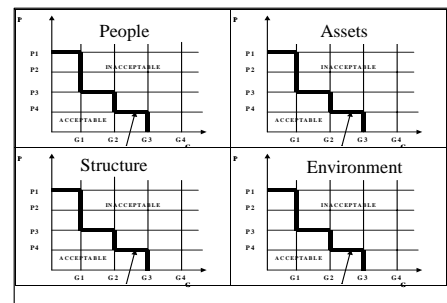 P People
P1
P2 INACCEPTABLE
P3
P4
ACCEPTABLE
G1 G2 G3 G4
G
P Assets
P1
P2 INACCEPTABLE
P3
P4
ACCEPTABLE
G1 G2 G3 G4
G
P Structure
P1
P2 INACCEPTABLE
P3
P4
ACCEPTABLE
G1 G2 G3 G4
G
P Environment
P1
P2 INACCEPTABLE
P3
P4
ACCEPTABLE
G1 G2 G3 G4
G